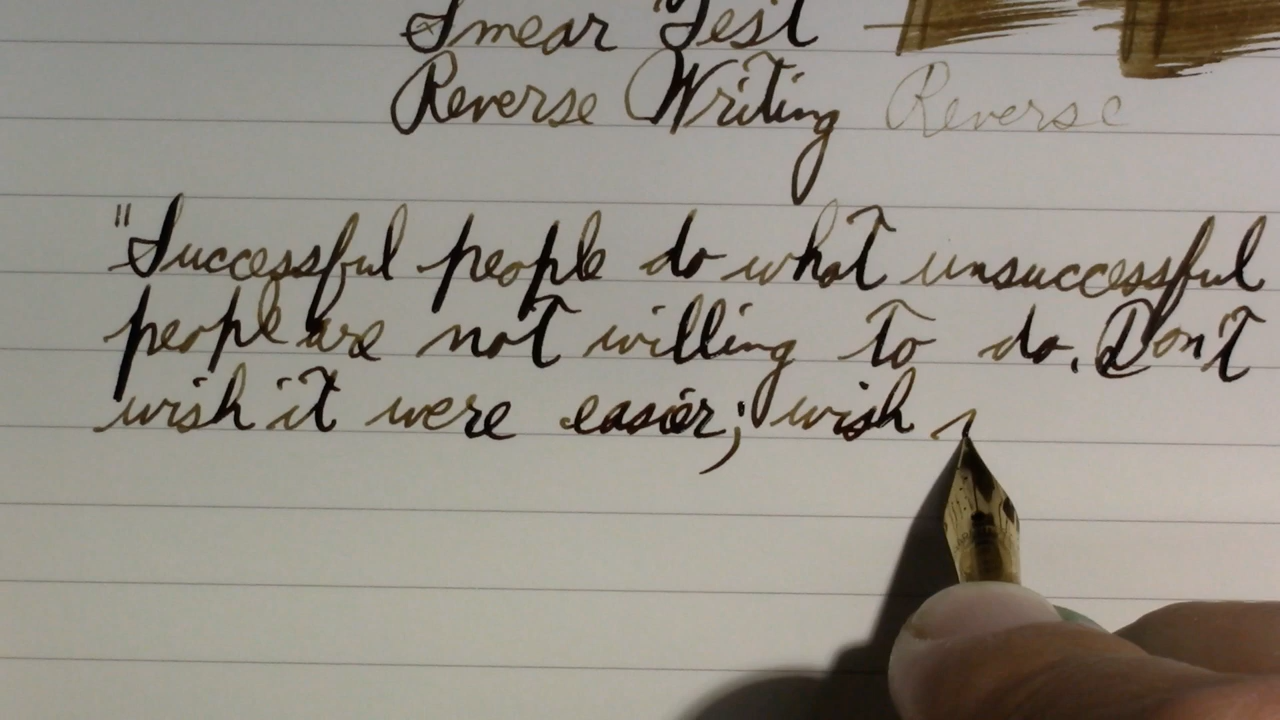 Smear Test
Reverse Writing Reverse
"Successful people do what unsuccessful
people are not willing to do. Don't
wish it were easier; wish